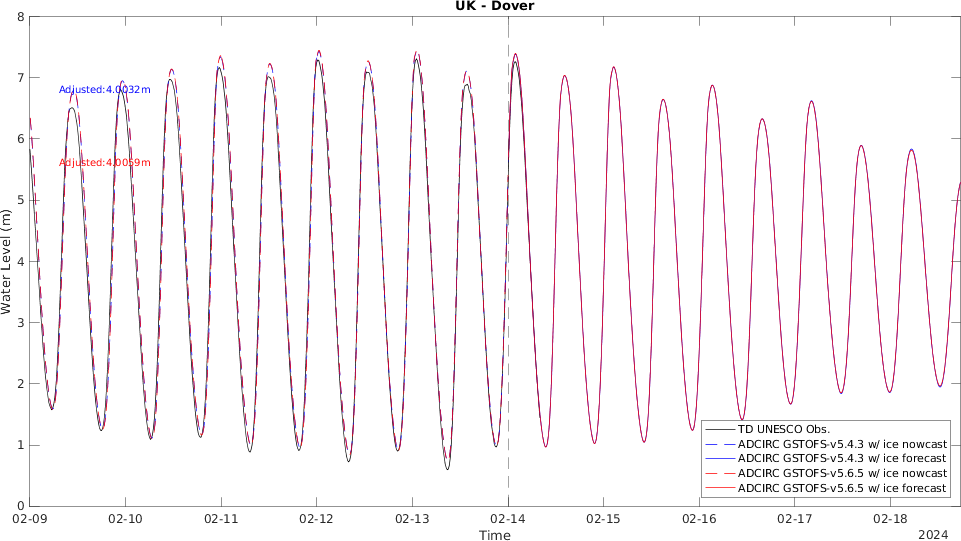 UK - Dover
8
7
6
5
4
3
2
1
0
Water Level (m)
Adjusted:4.0032m
Adjusted:4.0059m
TD UNESCO Obs.
ADCIRC GSTOFS-v5.4.3 w/ ice nowcast
ADCIRC GSTOFS-v5.4.3 w/ ice forecast
ADCIRC GSTOFS-v5.6.5 w/ ice nowcast
ADCIRC GSTOFS-v5.6.5 w/ ice forecast
02-09 02-10 02-11 02-12 02-13 02-14 02-15 02-16 02-17 02-18
Time
2024